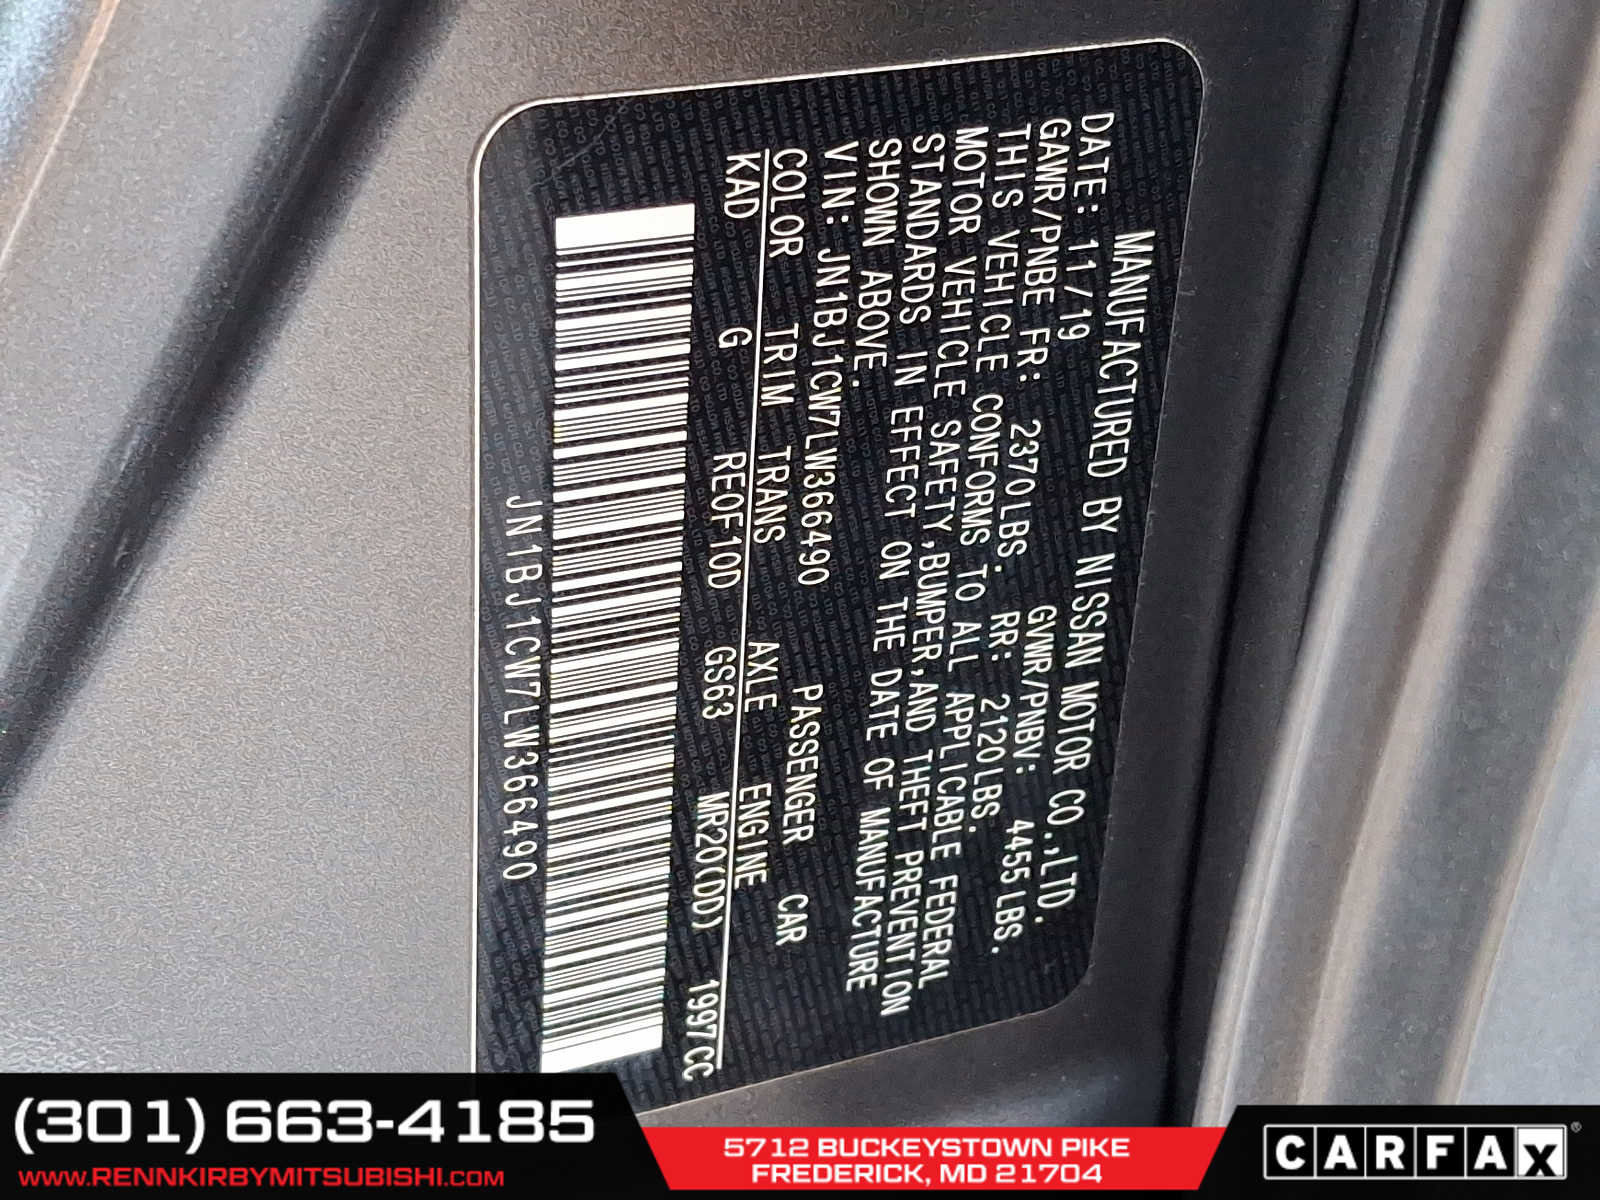 MANUFACTURED BY NISSAN MOTOR CO.,LTD.
DATE: 11/19 GVWR/PNBV: 4455LBS.
GAWR/PNBE FR: 2370LBS. RR: 2120LBS.
THIS VEHICLE CONFORMS TO ALL APPLICABLE FEDERAL
MOTOR VEHICLE SAFETY,BUMPER,AND THEFT PREVENTION
STANDARDS IN EFFECT ON THE DATE OF MANUFACTURE
SHOWN ABOVE.
VIN: JN1BJ1CW7LW366490 PASSENGER CAR
COLOR TRIM TRANS AXLE ENGINE
KAD G RE0F10D GS63 MR20(DD) 1997CC
JN1BJ1CW7LW366490
(301) 663-4185
WWW.RENNKIRBYMITSUBISHI.COM
5712 BUCKEYSTOWN PIKE
FREDERICK, MD 21704
CARFAX®